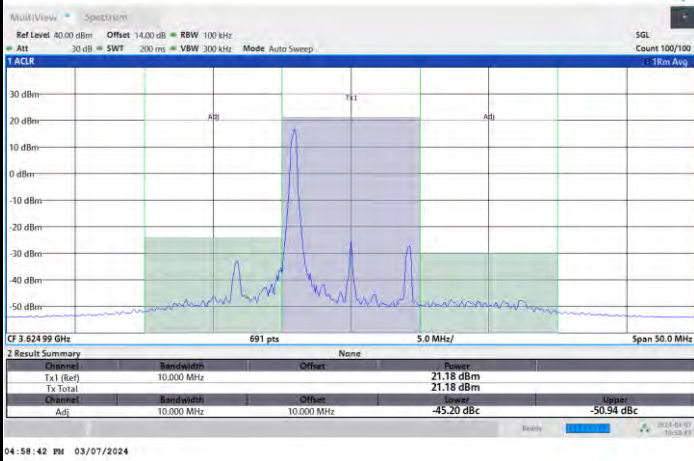 MultiView Spectrum
Ref Level 40.00 dBm Offset 14.00 dB RBW 100 kHz SGL
Att 30 dB SWT 200 ms VBW 300 kHz Mode Auto Sweep Count 100/100
1 ACLR 1Rm Avg
30 dBm
Tx1
20 dBm Adj Adj
10 dBm
0 dBm
-10 dBm
-20 dBm
-30 dBm
-40 dBm
-50 dBm
CF 3.624 99 GHz 691 pts 5.0 MHz/ Span 50.0 MHz
2 Result Summary None
Channel Bandwidth Offset Power
Tx1 (Ref) 10.000 MHz 21.18 dBm
Tx Total 21.18 dBm
Channel Bandwidth Offset Lower Upper
Adj 10.000 MHz 10.000 MHz -45.20 dBc -50.94 dBc
Ready
04:58:42 PM 03/07/2024